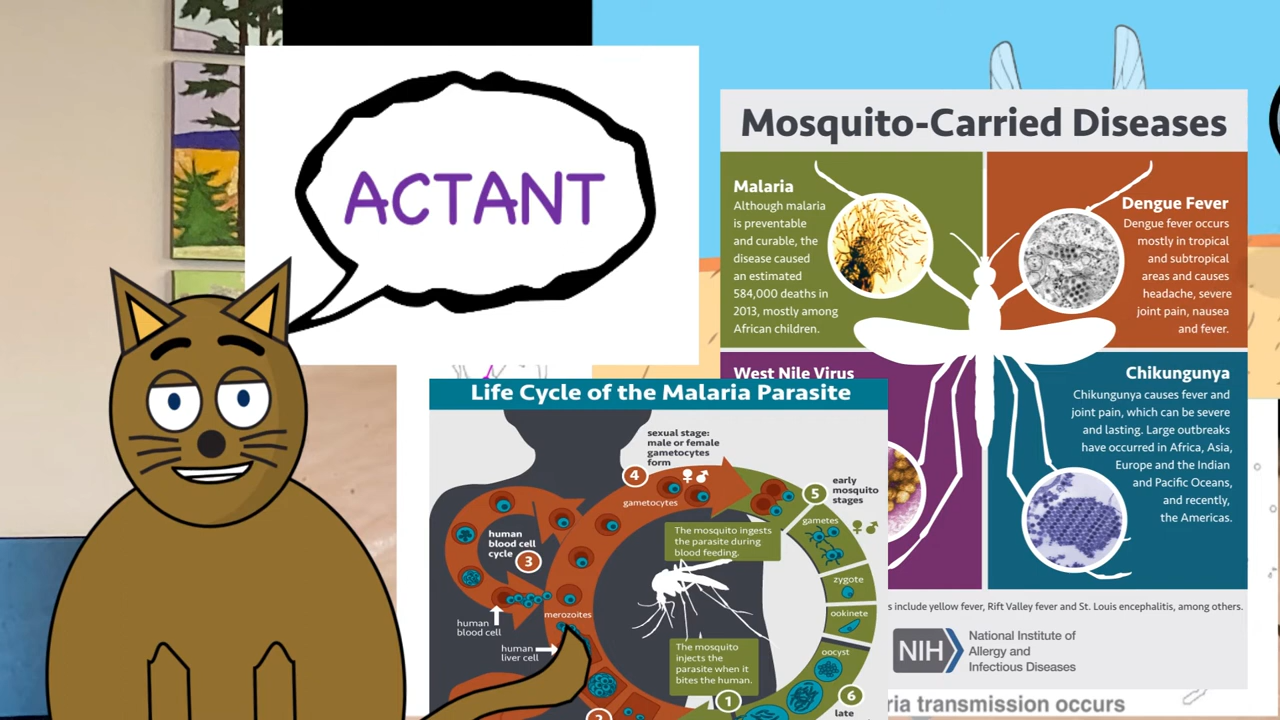 ACTANT
Mosquito-Carried Diseases
Malaria
Although malaria
is preventable
and curable, the
disease caused
an estimated
584,000 deaths in
2013, mostly among
African children.
Dengue Fever
Dengue fever occurs
mostly in tropical
and subtropical
areas and causes
headache, severe
joint pain, nausea
and fever.
West Nile Virus
Chikungunya
Chikungunya causes fever and
joint pain, which can be severe
and lasting. Large outbreaks
have occurred in Africa, Asia,
Europe and the Indian
and Pacific Oceans,
and recently,
the Americas.
s include yellow fever, Rift Valley fever and St. Louis encephalitis, among others.
NIH
National Institute of
Allergy and
Infectious Diseases
ria transmission occurs
Life Cycle of the Malaria Parasite
sexual stage:
male or female
gametocytes
form
4
gametocytes
5
early
mosquito
stages
gametes
The mosquito ingests
the parasite during
blood feeding.
human
blood cell
cycle
3
zygote
ookinete
merozoites
human
blood cell
human
liver cell
The mosquito
injects the
parasite when it
bites the human.
oocyst
1
6
late
2